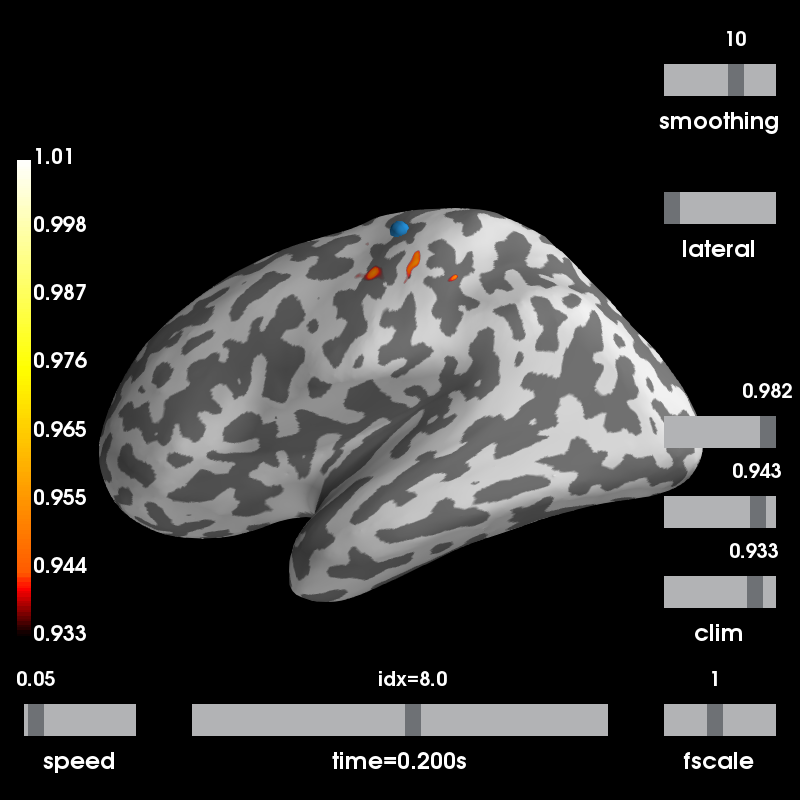 10
smoothing
1.01
0.998
lateral
0.987
0.976
0.982
0.965
0.943
0.955
0.933
0.944
clim
0.933
0.05
idx=8.0
1
speed
time=0.200s
fscale